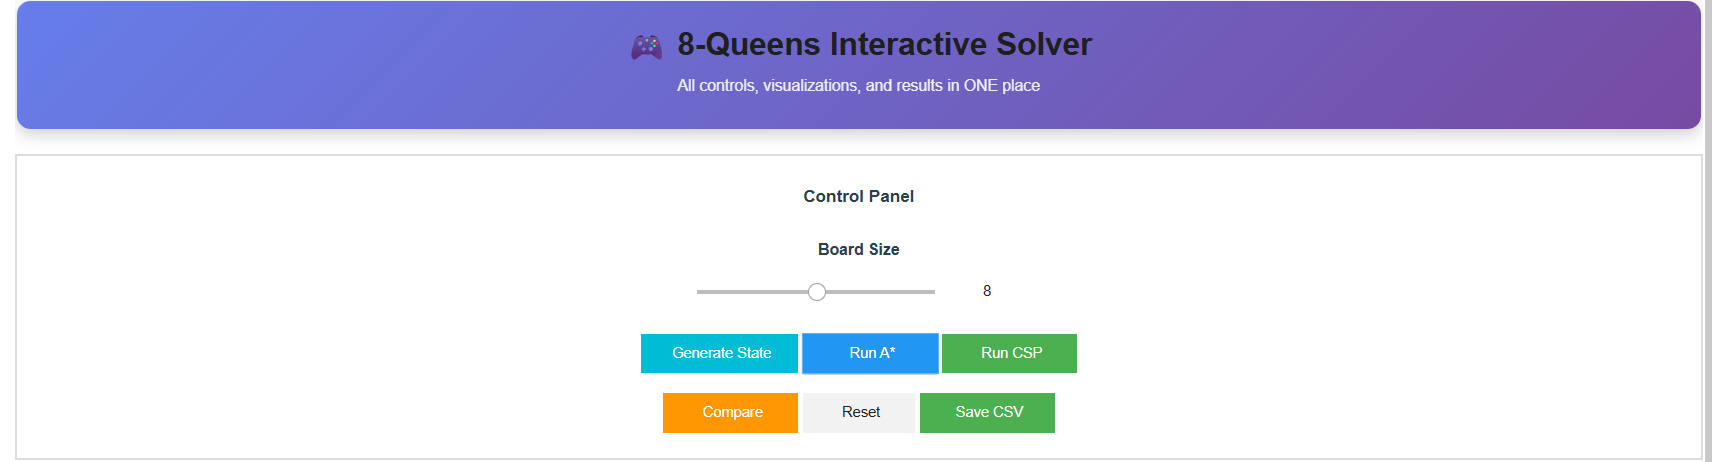 8-Queens Interactive Solver
All controls, visualizations, and results in ONE place
Control Panel
Board Size
8
Generate State
Run A*
Run CSP
Compare
Reset
Save CSV